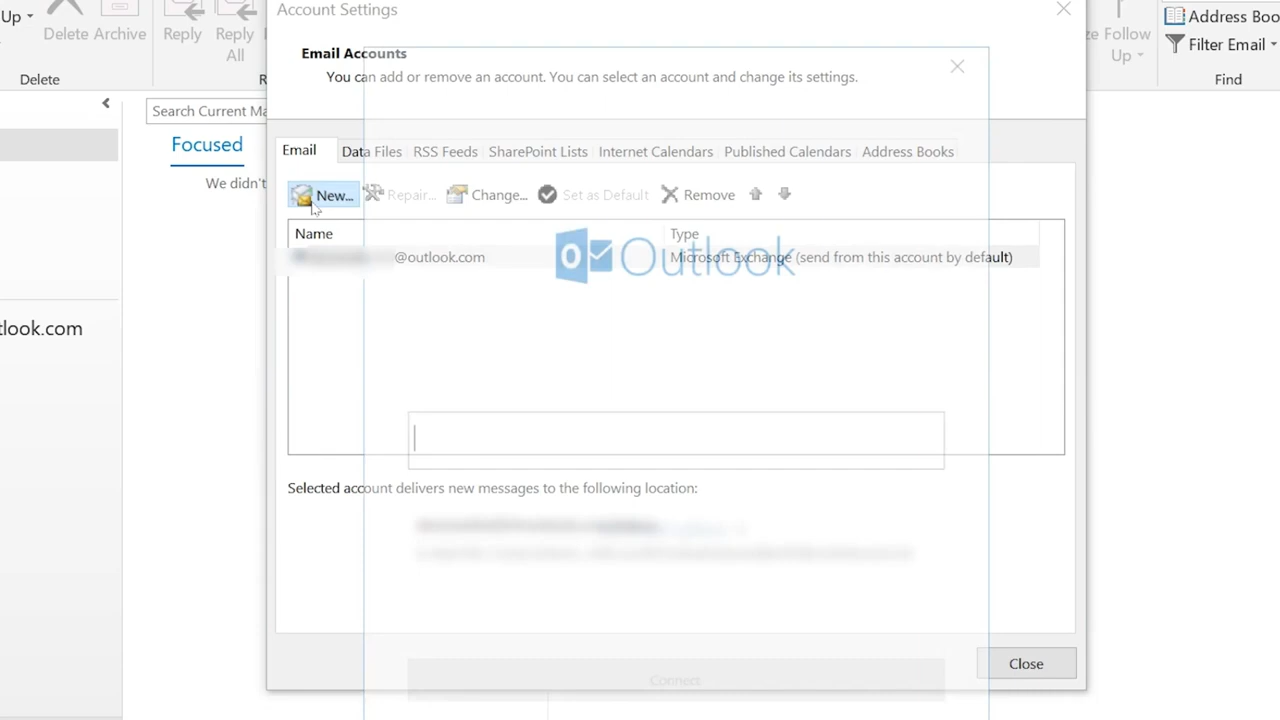 Account Settings
Up
Delete
Archive
Reply
Reply
All
Follow
Up
Address Boo
Filter Email
Delete
Find
Email Accounts
You can add or remove an account. You can select an account and change its settings.
Search Current Ma
Focused
We didn't
Email
Data Files
RSS Feeds
SharePoint Lists
Internet Calendars
Published Calendars
Address Books
New...
Repair...
Change...
Set as Default
Remove
Name
Type
@outlook.com
Microsoft Exchange (send from this account by default)
Outlook
tlook.com
Selected account delivers new messages to the following location:
Connect
Close